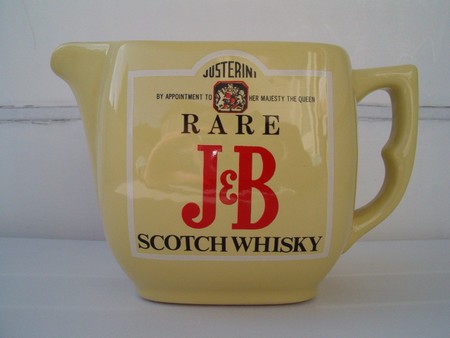 JUSTERINI
BY APPOINTMENT TO HER MAJESTY THE QUEEN
RARE
J&B
SCOTCH WHISKY